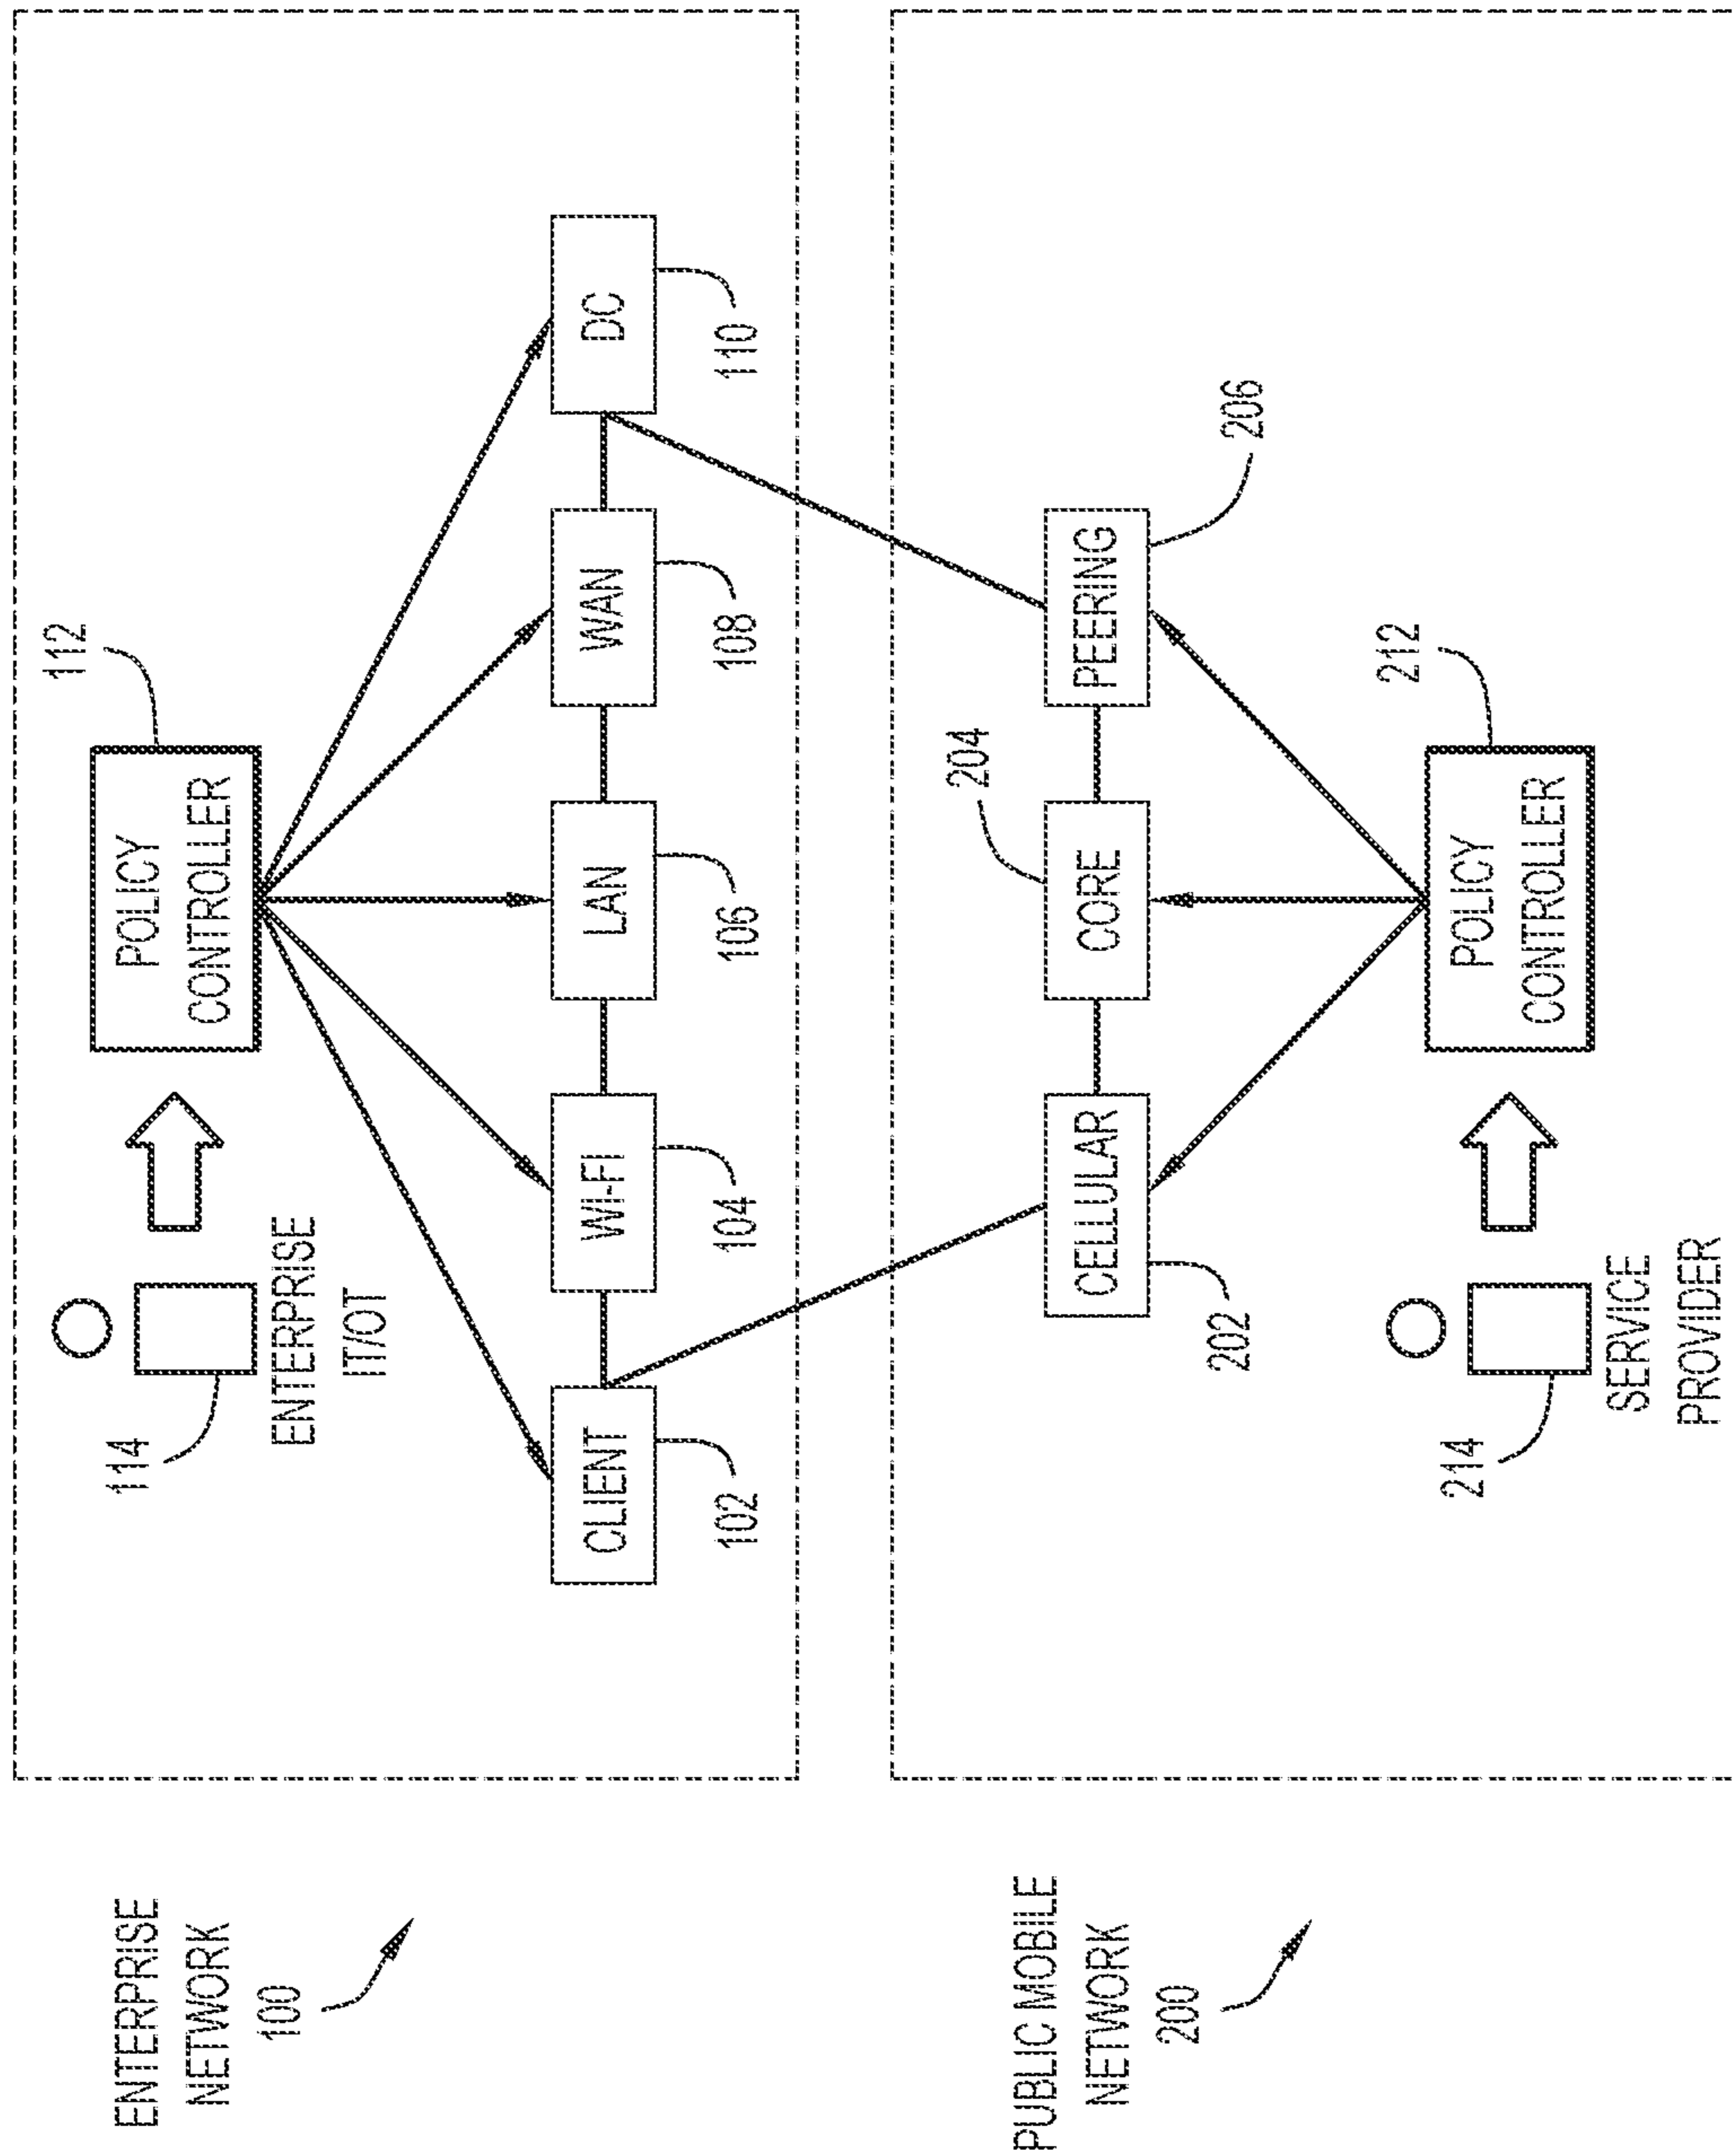 ENTERPRISE
NETWORK
100
114
ENTERPRISE
IT/OT
POLICY
CONTROLLER
112
CLIENT
102
WI-FI
104
LAN
106
WAN
108
DC
110
PUBLIC MOBILE
NETWORK
200
CELLULAR
202
CORE
204
PEERING
206
214
SERVICE
PROVIDER
POLICY
CONTROLLER
212